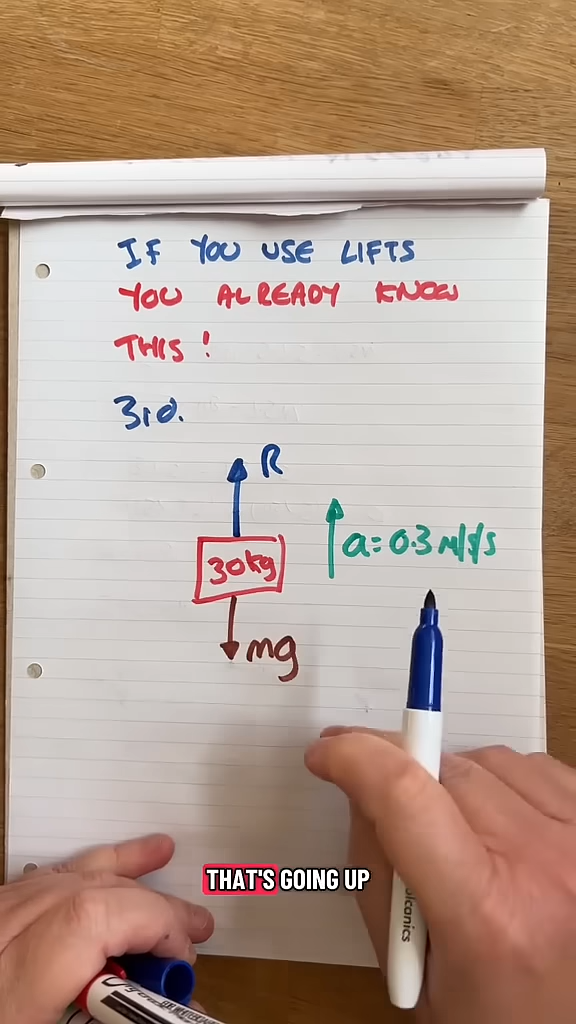 IF YOU USE LIFTS
YOU ALREADY KNOW
THIS!
3rd.
R
30kg
a = 0.3 m/s/s
mg
THAT'S GOING UP